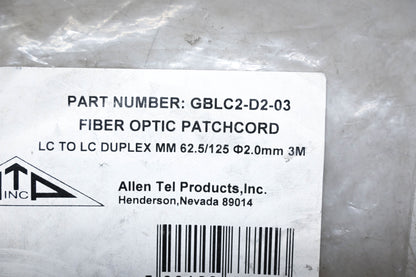 PART NUMBER: GBLC2-D2-03
FIBER OPTIC PATCHCORD
LC TO LC DUPLEX MM 62.5/125 Φ2.0mm 3M
INC
Allen Tel Products,Inc.
Henderson,Nevada 89014